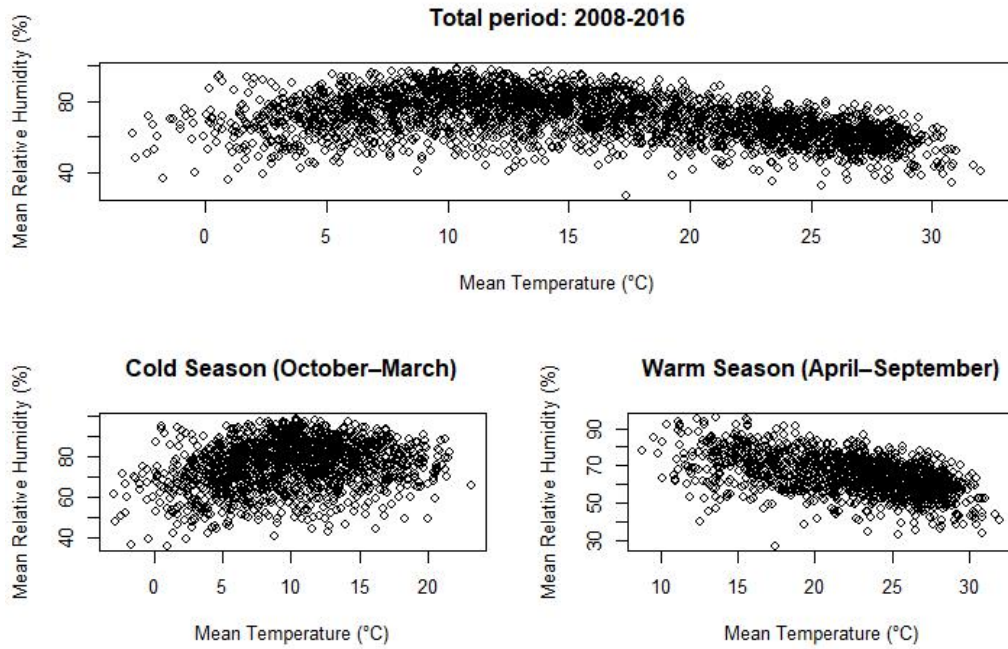 Total period: 2008-2016
Mean Relative Humidity (%)
80
40
0 5 10 15 20 25 30
Mean Temperature (°C)
Cold Season (October–March)
Mean Relative Humidity (%)
80
60
40
0 5 10 15 20
Mean Temperature (°C)
Warm Season (April–September)
Mean Relative Humidity (%)
90
70
50
30
10 15 20 25 30
Mean Temperature (°C)